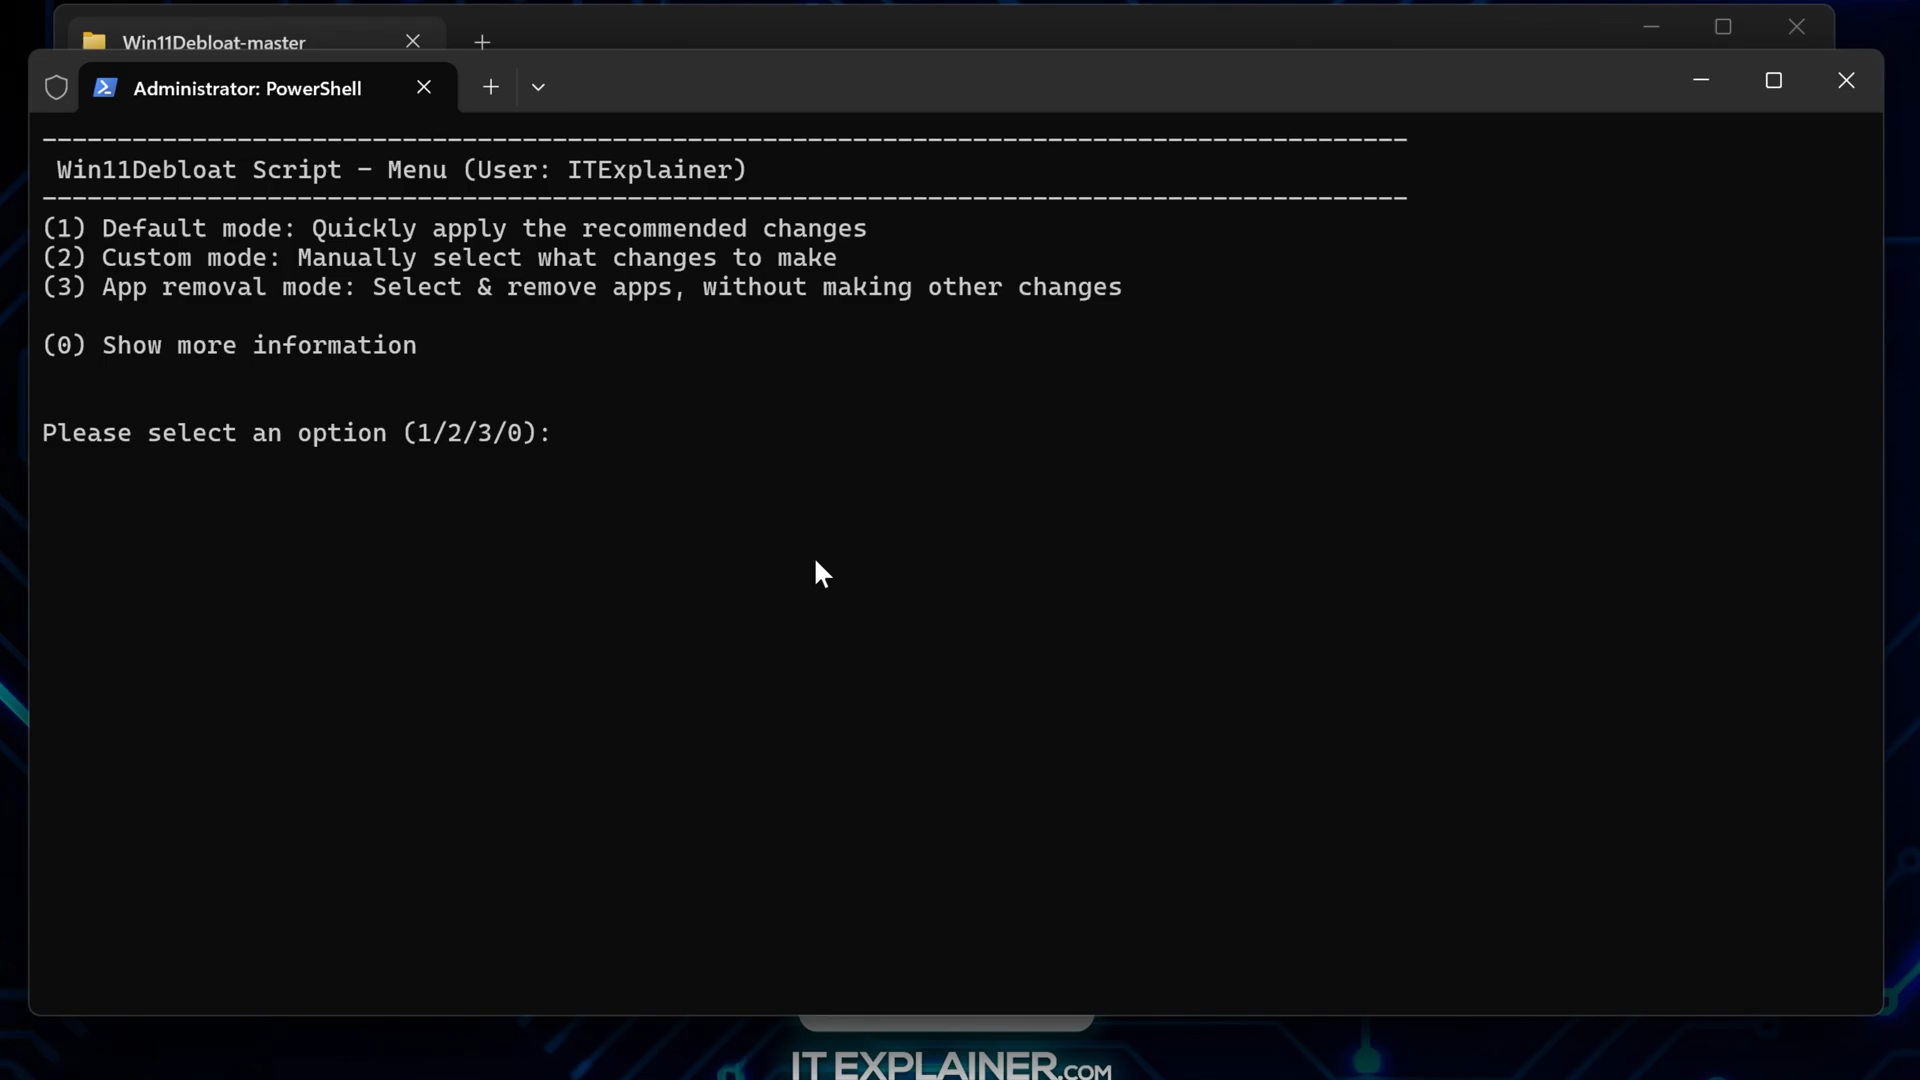 Win11Debloat-master
Administrator: PowerShell
Win11Debloat Script - Menu (User: ITExplainer)
(1) Default mode: Quickly apply the recommended changes
(2) Custom mode: Manually select what changes to make
(3) App removal mode: Select & remove apps, without making other changes
(0) Show more information
Please select an option (1/2/3/0):
IT EXPLAINER.COM